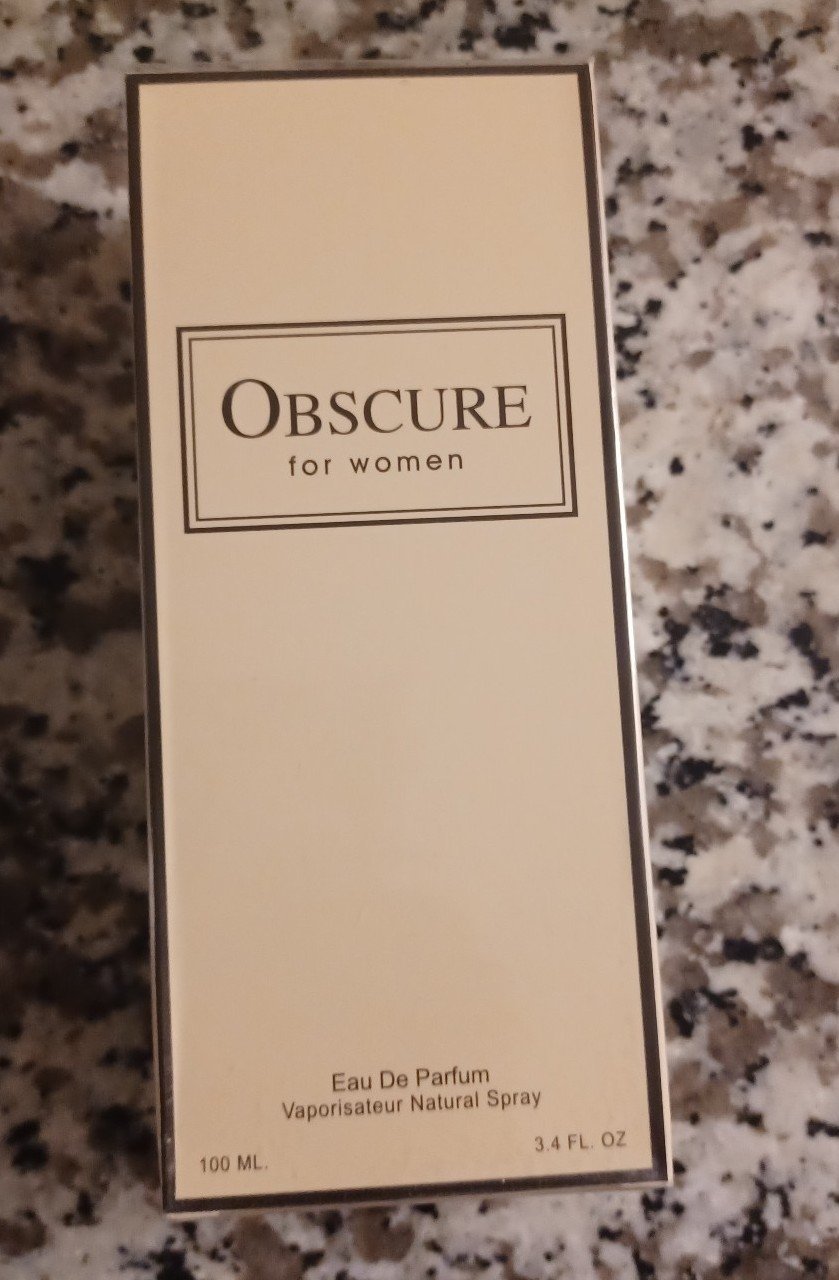 OBSCURE
for women
Eau De Parfum
Vaporisateur Natural Spray
100 ML.
3.4 FL. OZ